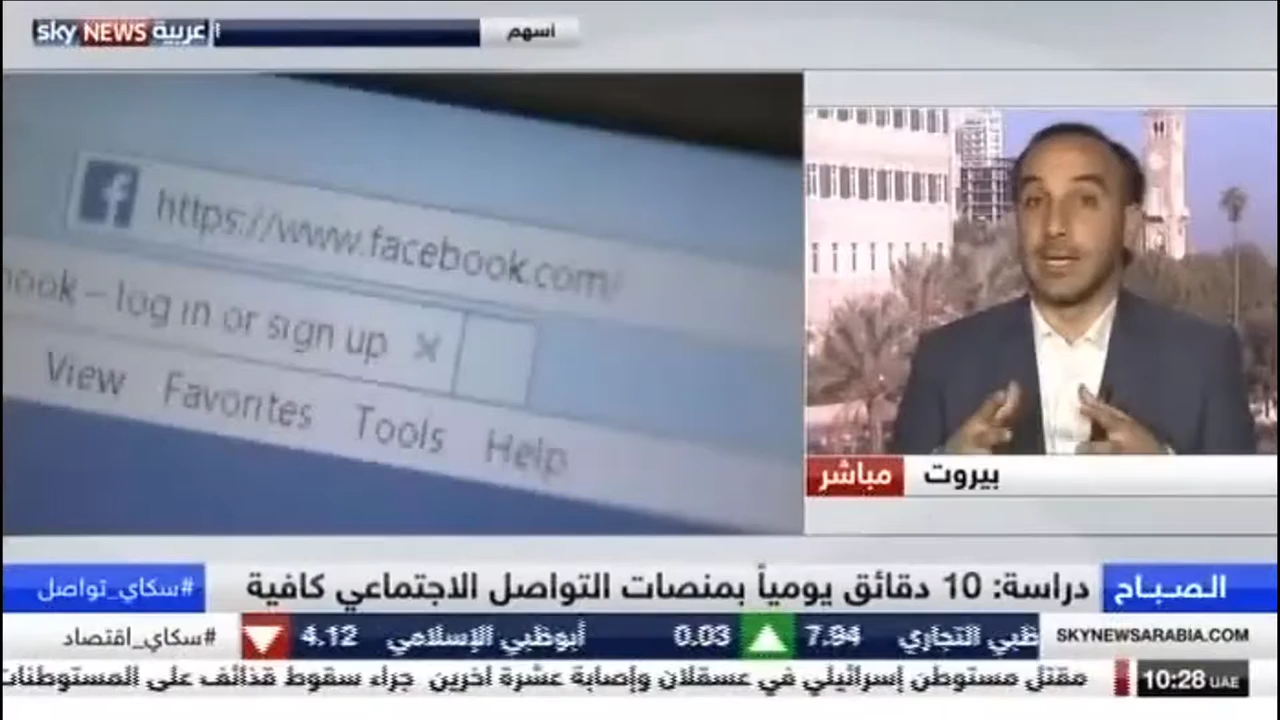 sky NEWS عربية
أسهم
https://www.facebook.com/
ook – log in or sign up ×
View Favorites Tools Help
مباشر بيروت
الصباح دراسة: 10 دقائق يومياً بمنصات التواصل الاجتماعي كافية #سكاي_تواصل
SKYNEWSARABIA.COM ظبي التجاري 7.84 0.03 أبوظبي الإسلامي 4.12
#سكاي_اقتصاد
10:28 UAE مقتل مستوطن إسرائيلي في عسقلان وإصابة عشرة آخرين جراء سقوط قذائف على المستوطنات